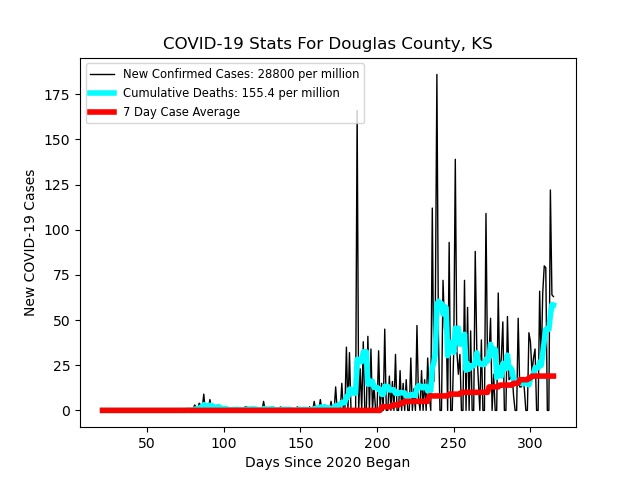 COVID-19 Stats For Douglas County, KS
New Confirmed Cases: 28800 per million
Cumulative Deaths: 155.4 per million
7 Day Case Average
175
150
125
100
75
50
25
0
New COVID-19 Cases
50 100 150 200 250 300
Days Since 2020 Began